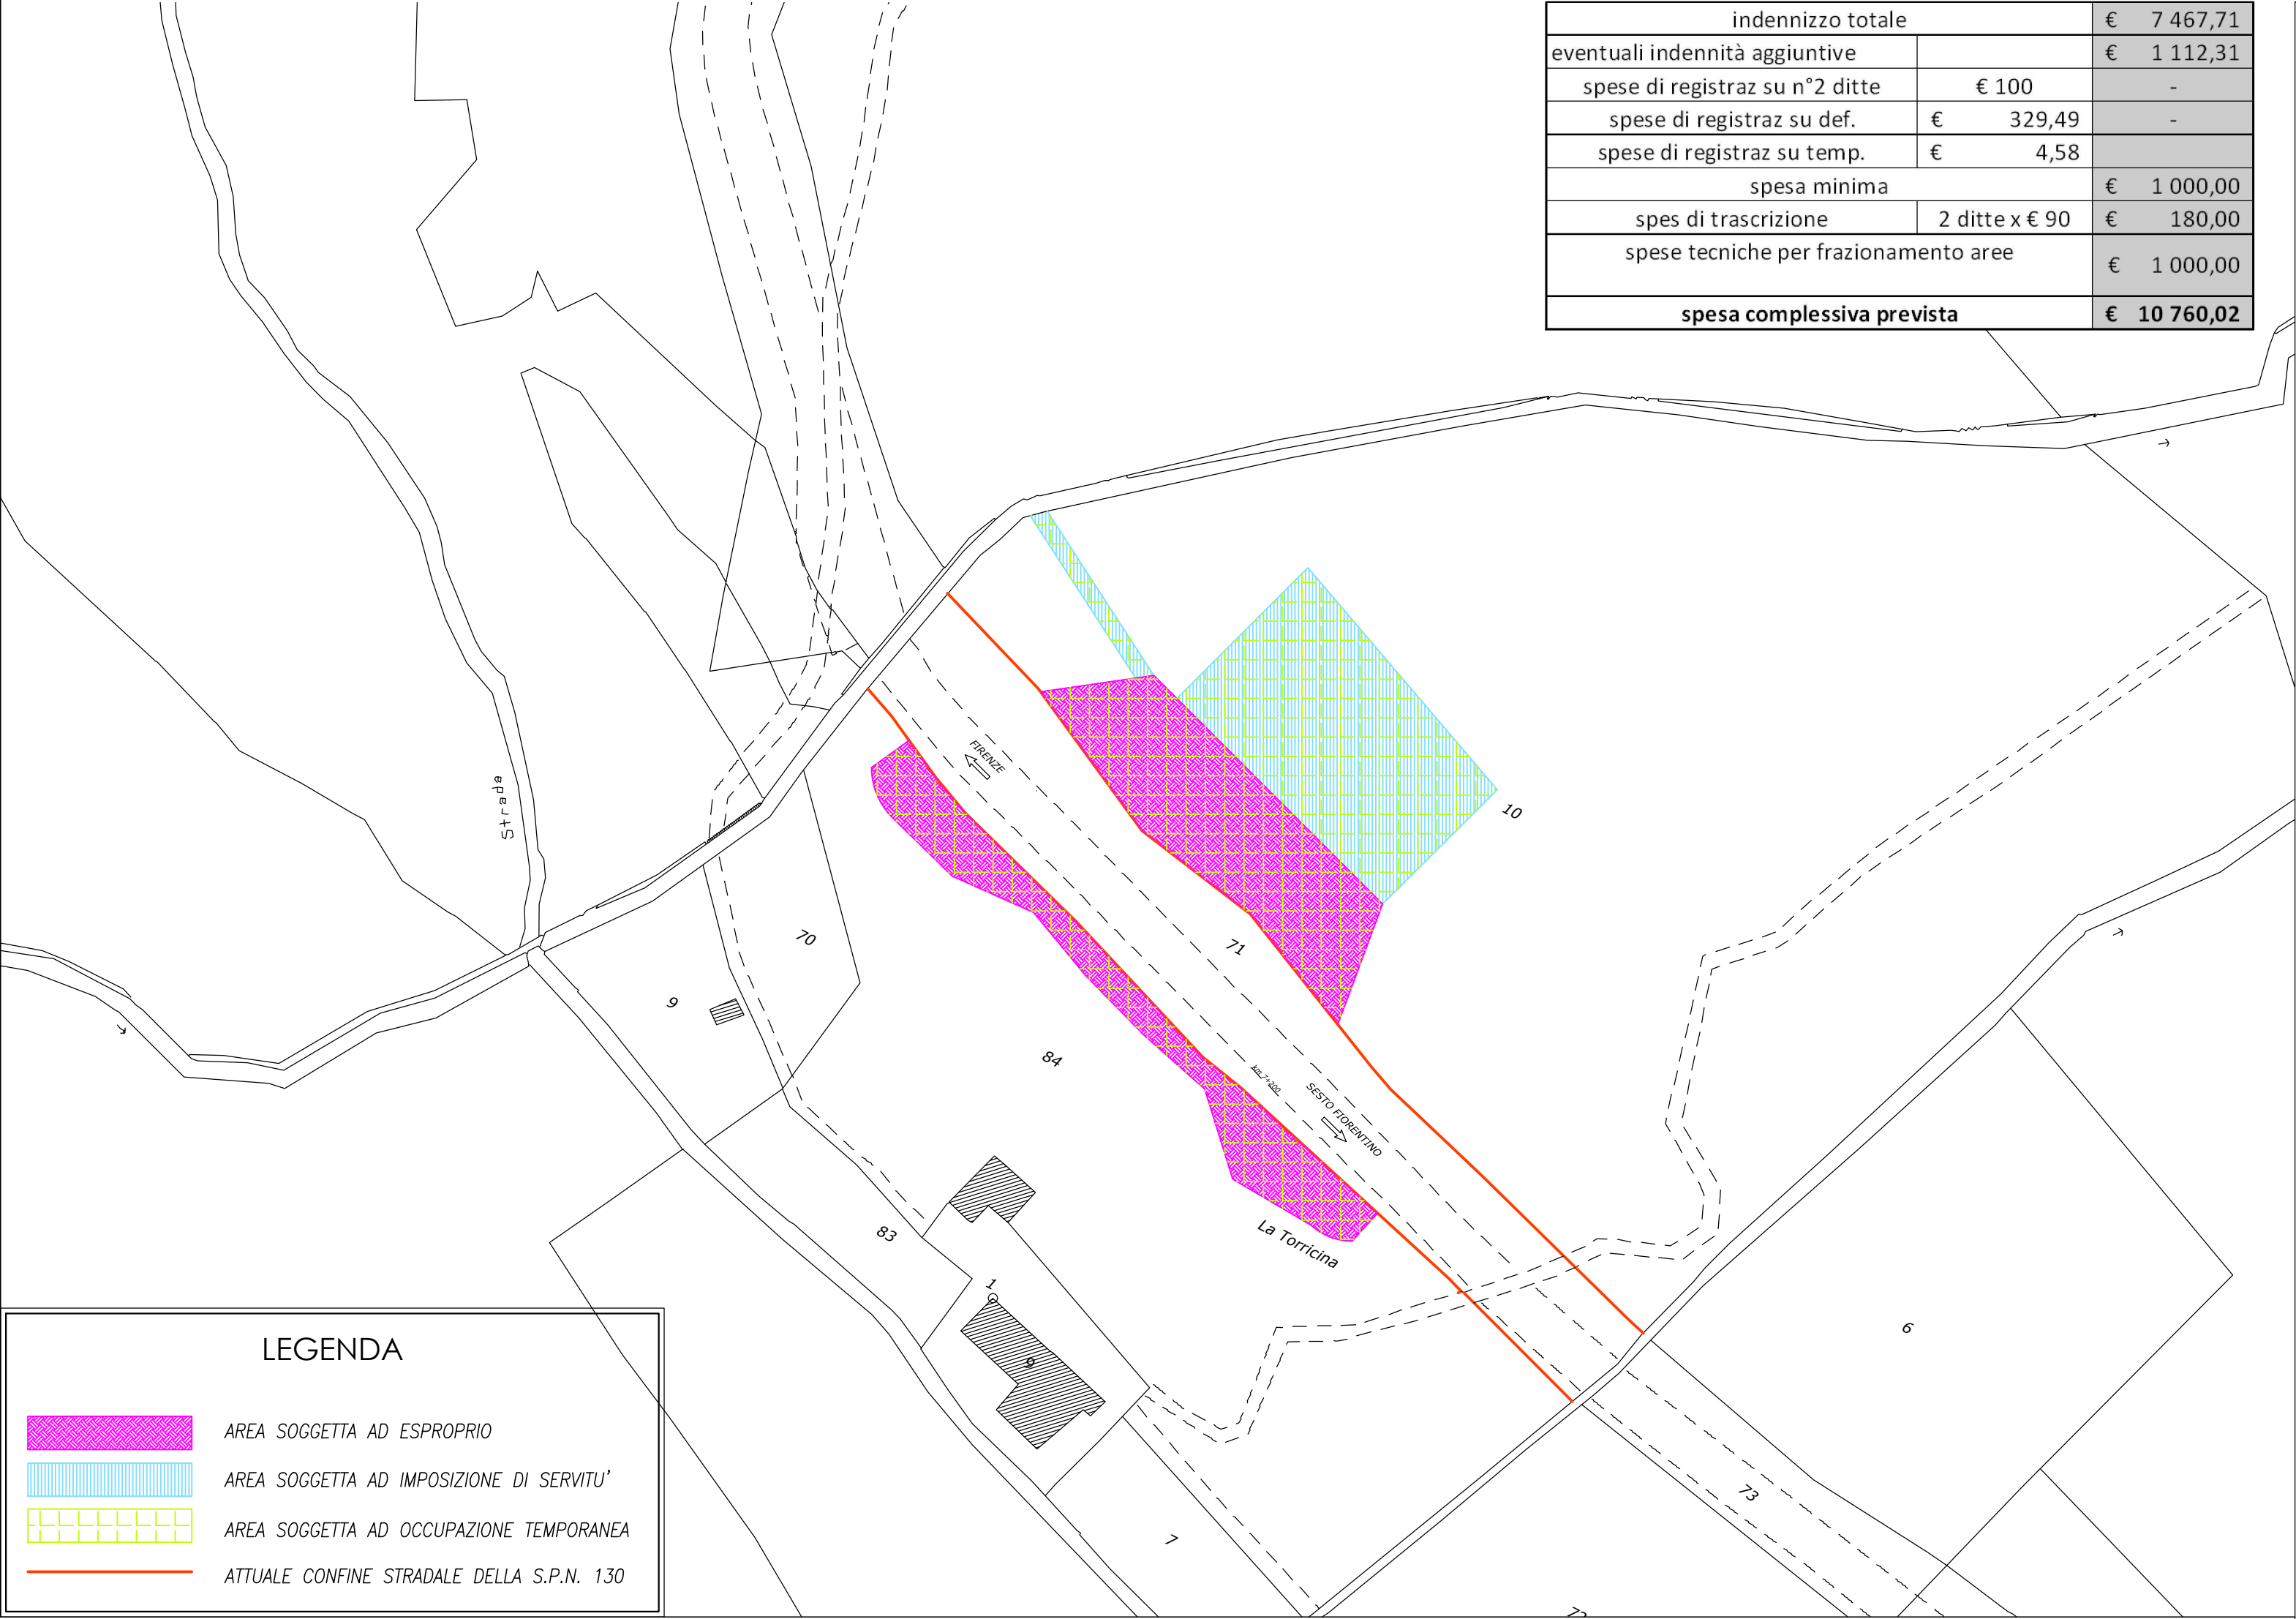 indennizzo totale € 7 467,71
eventuali indennità aggiuntive € 1 112,31
spese di registraz su n°2 ditte € 100 -
spese di registraz su def. € 329,49 -
spese di registraz su temp. € 4,58
spesa minima € 1 000,00
spes di trascrizione 2 ditte x € 90 € 180,00
spese tecniche per frazionamento aree € 1 000,00
spesa complessiva prevista € 10 760,02
Strada
FIRENZE
10
70
71
9
84
km.7+200
SESTO FIORENTINO
La Torricina
83
1
9
6
73
7
LEGENDA
AREA SOGGETTA AD ESPROPRIO
AREA SOGGETTA AD IMPOSIZIONE DI SERVITU'
AREA SOGGETTA AD OCCUPAZIONE TEMPORANEA
ATTUALE CONFINE STRADALE DELLA S.P.N. 130